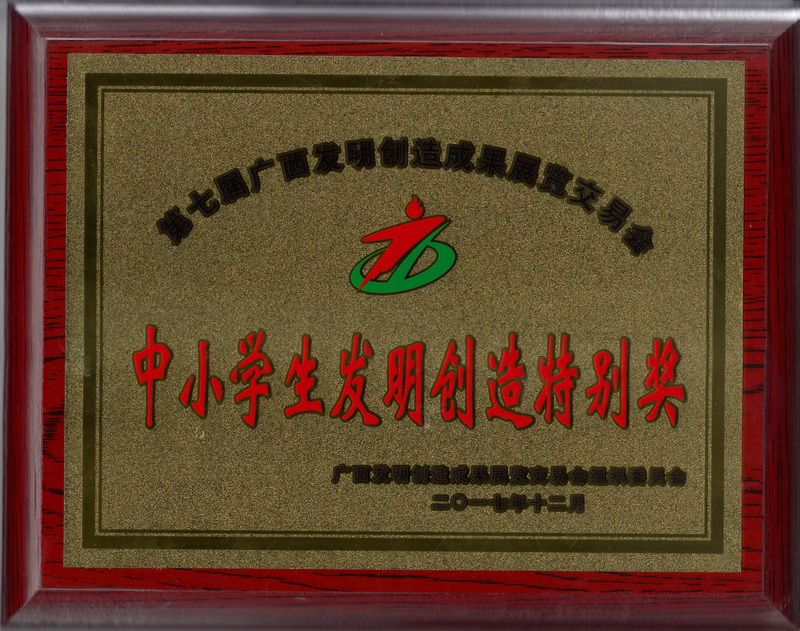 第七届广西发明创造成果展览交易会
中小学生发明创造特别奖
广西发明创造成果展览交易会组织委员会
二〇一七年十二月